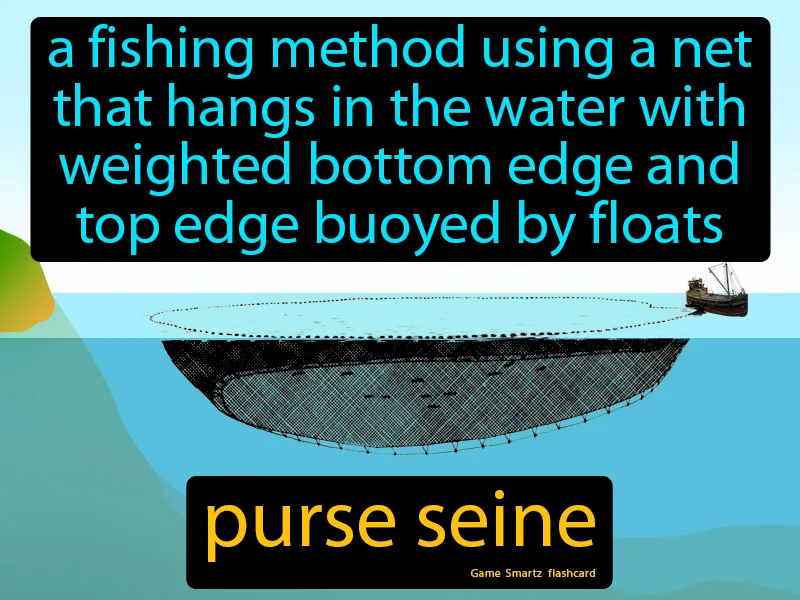 a fishing method using a net
that hangs in the water with
weighted bottom edge and
top edge buoyed by floats
purse seine
Game Smartz flashcard